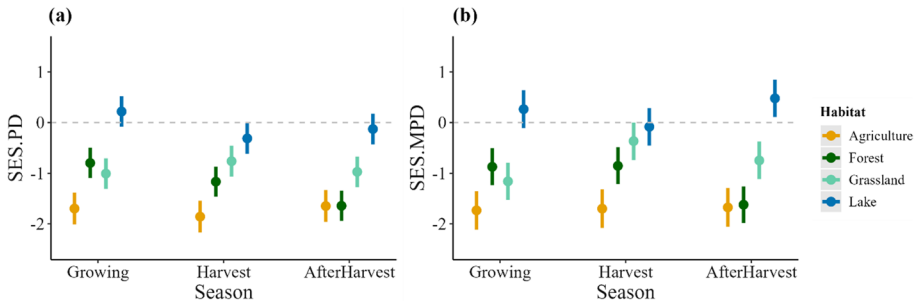 (a)
SES.PD
1
0
-1
-2
Growing Harvest AfterHarvest
Season
(b)
SES.MPD
1
0
-1
-2
Growing Harvest AfterHarvest
Season
Habitat
Agriculture
Forest
Grassland
Lake